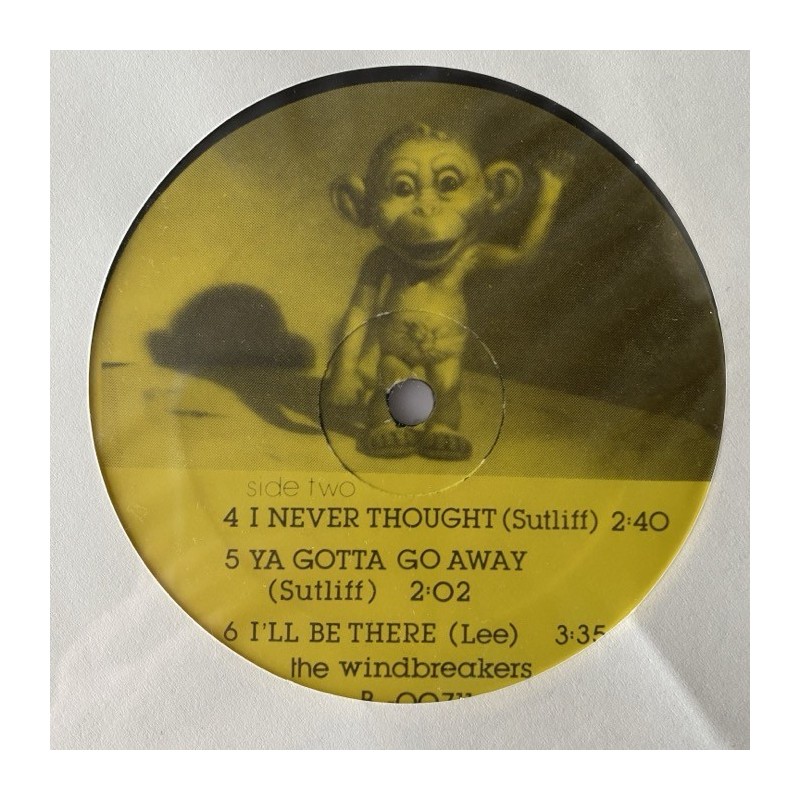 side two
4 I NEVER THOUGHT (Sutliff) 2:40
5 YA GOTTA GO AWAY
(Sutliff) 2:02
6 I'LL BE THERE (Lee) 3:35
the windbreakers